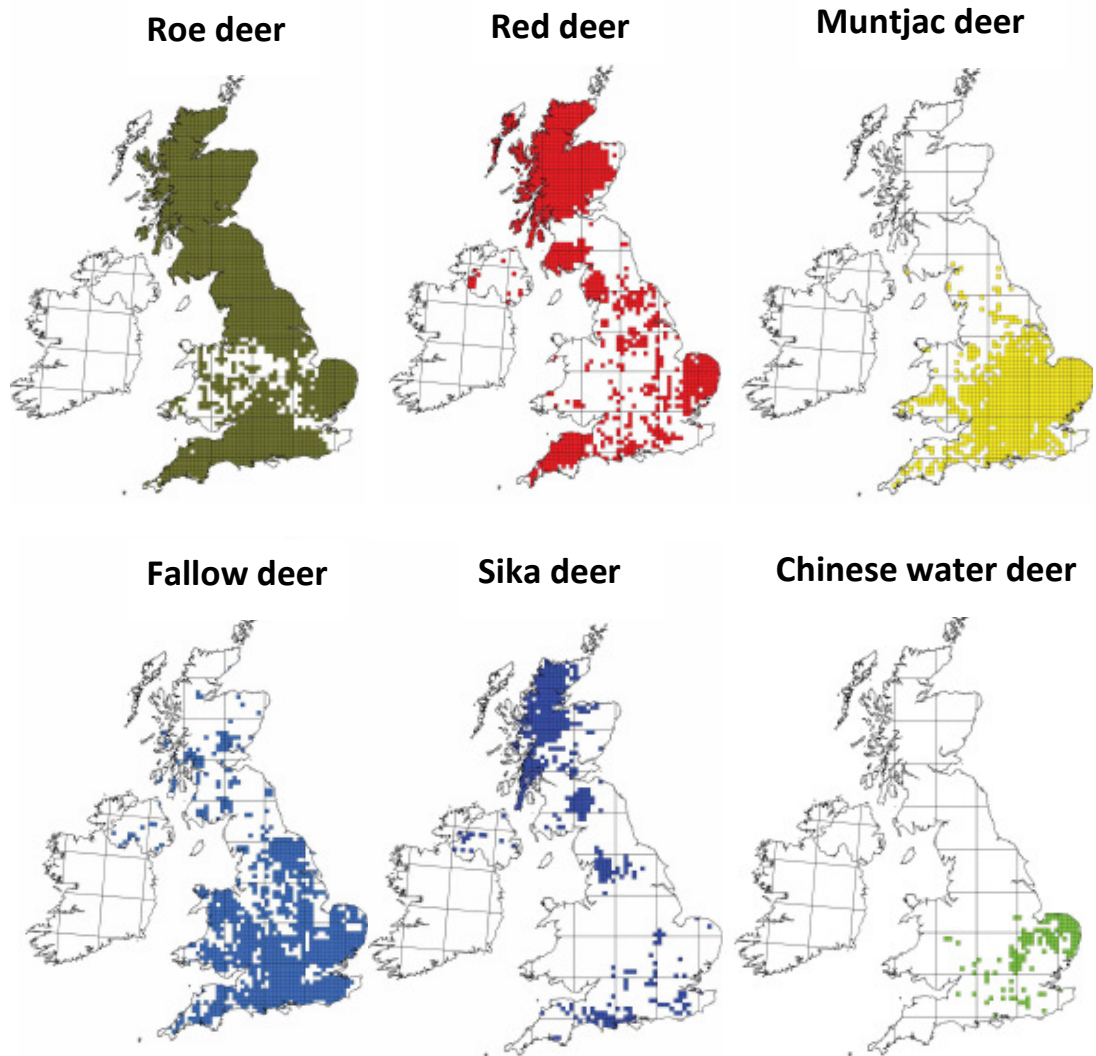 Roe deer
Red deer
Muntjac deer
Fallow deer
Sika deer
Chinese water deer